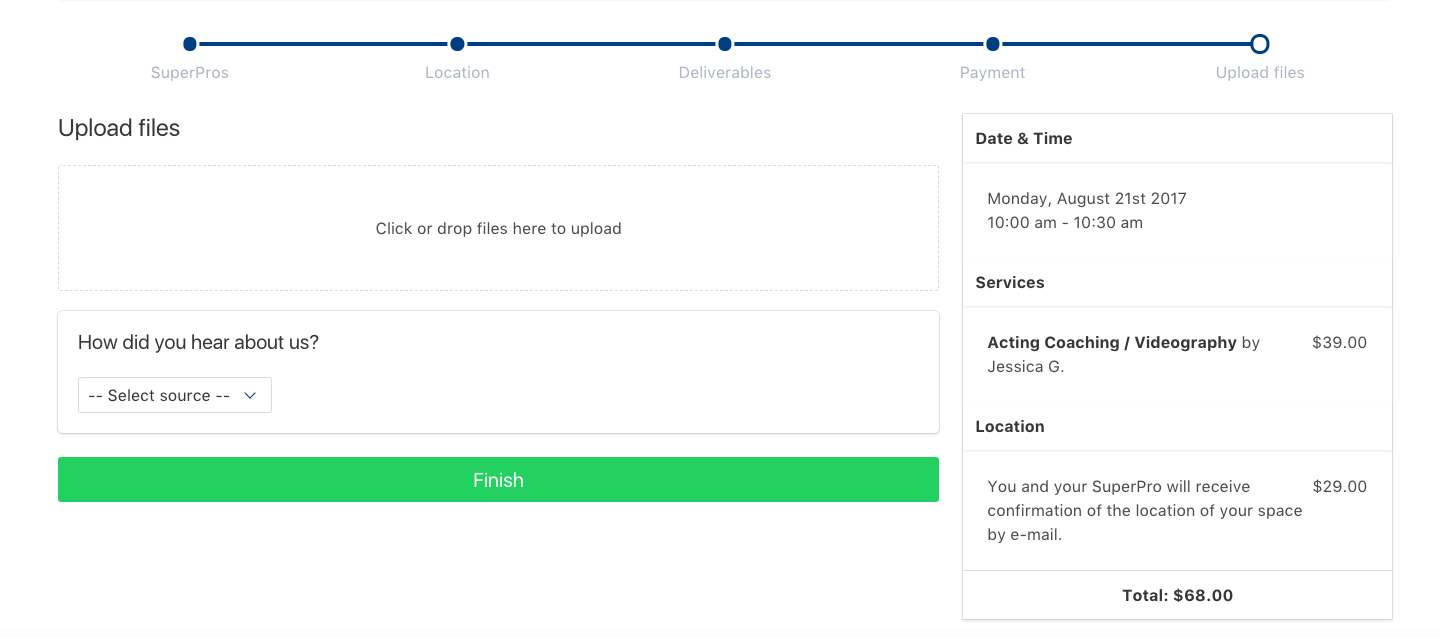 SuperPros
Location
Deliverables
Payment
Upload files
Upload files
Click or drop files here to upload
How did you hear about us?
-- Select source --
Finish
Date & Time
Monday, August 21st 2017
10:00 am - 10:30 am
Services
Acting Coaching / Videography by $39.00
Jessica G.
Location
You and your SuperPro will receive $29.00
confirmation of the location of your space
by e-mail.
Total: $68.00